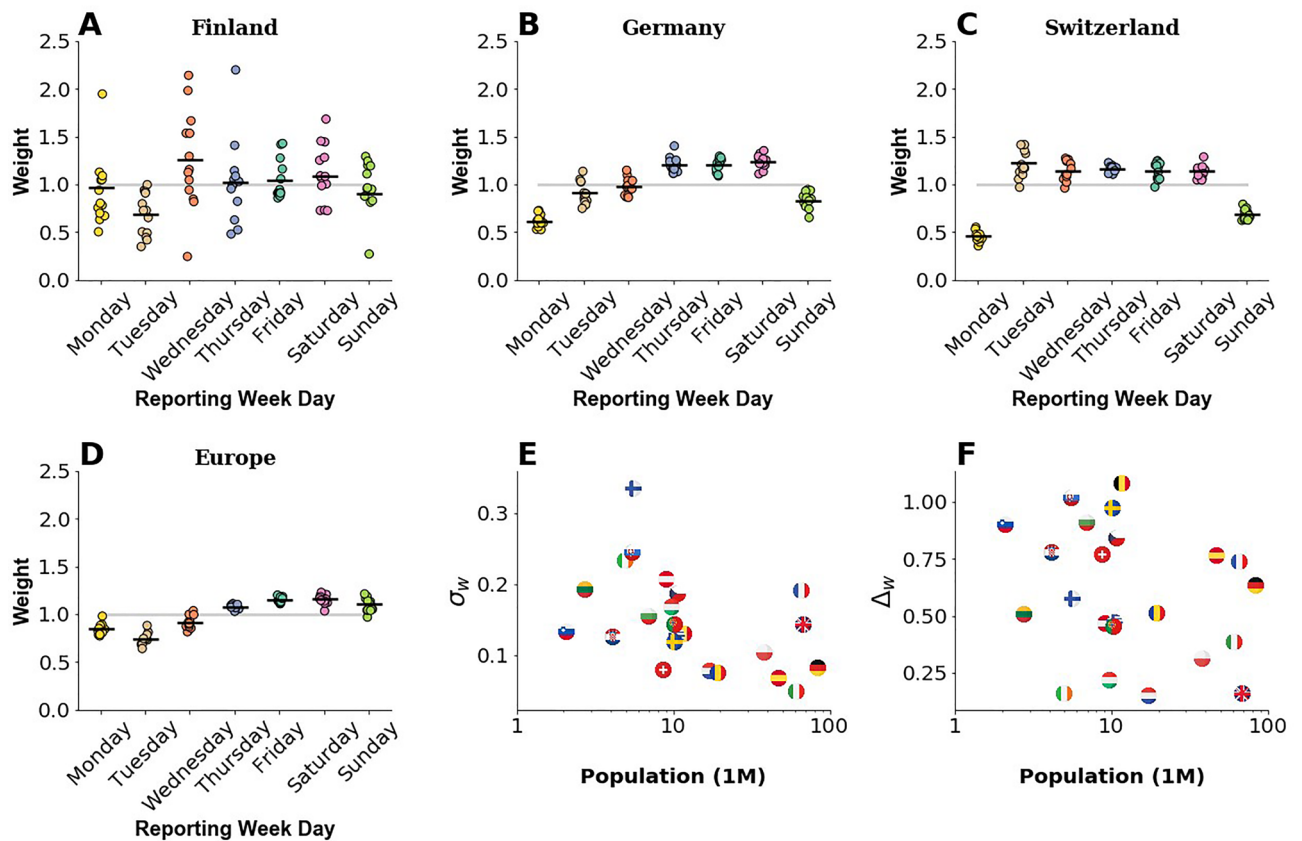 A Finland
2.5
2.0
1.5
1.0
0.5
0.0
Weight
Monday Tuesday Wednesday Thursday Friday Saturday Sunday
Reporting Week Day
B Germany
2.5
2.0
1.5
1.0
0.5
0.0
Weight
Monday Tuesday Wednesday Thursday Friday Saturday Sunday
Reporting Week Day
C Switzerland
2.5
2.0
1.5
1.0
0.5
0.0
Weight
Monday Tuesday Wednesday Thursday Friday Saturday Sunday
Reporting Week Day
D Europe
2.5
2.0
1.5
1.0
0.5
0.0
Weight
Monday Tuesday Wednesday Thursday Friday Saturday Sunday
Reporting Week Day
E
0.3
0.2
0.1
σw
1 10 100
Population (1M)
F
1.00
0.75
0.50
0.25
Δw
1 10 100
Population (1M)